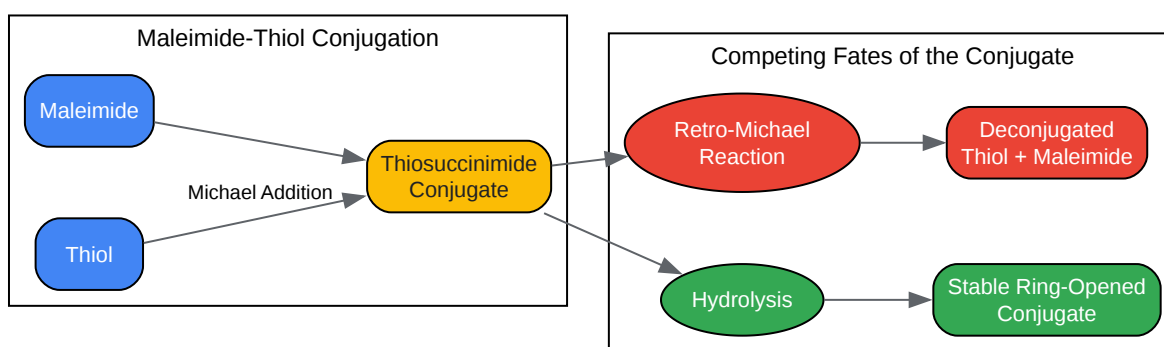 Maleimide-Thiol Conjugation
Maleimide
Thiol
Michael Addition
Thiosuccinimide
Conjugate
Competing Fates of the Conjugate
Retro-Michael
Reaction
Deconjugated
Thiol + Maleimide
Hydrolysis
Stable Ring-Opened
Conjugate